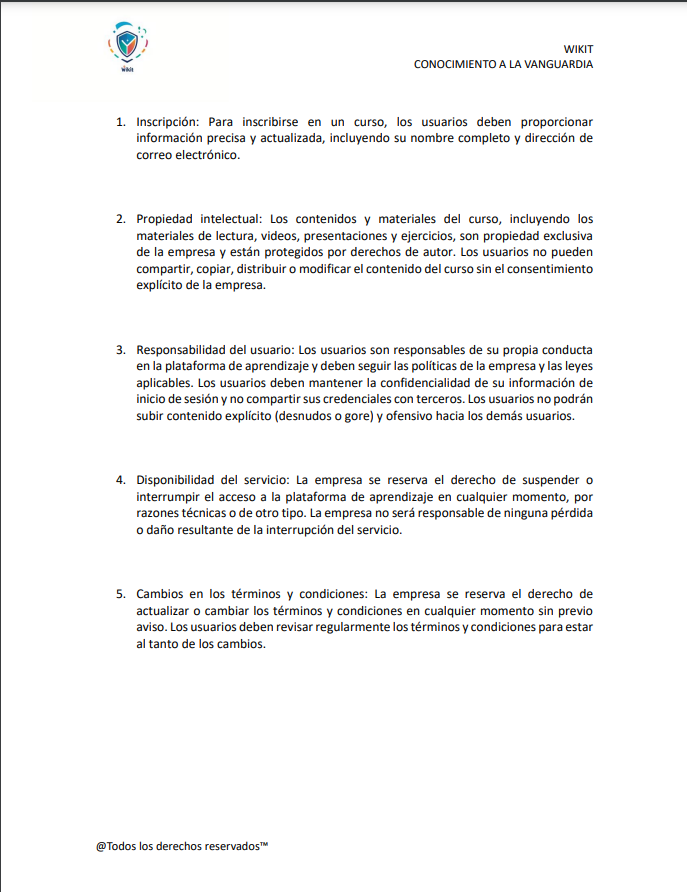 Wikit
WIKIT
CONOCIMIENTO A LA VANGUARDIA
1. Inscripción: Para inscribirse en un curso, los usuarios deben proporcionar
información precisa y actualizada, incluyendo su nombre completo y dirección de
correo electrónico.
2. Propiedad intelectual: Los contenidos y materiales del curso, incluyendo los
materiales de lectura, videos, presentaciones y ejercicios, son propiedad exclusiva
de la empresa y están protegidos por derechos de autor. Los usuarios no pueden
compartir, copiar, distribuir o modificar el contenido del curso sin el consentimiento
explícito de la empresa.
3. Responsabilidad del usuario: Los usuarios son responsables de su propia conducta
en la plataforma de aprendizaje y deben seguir las políticas de la empresa y las leyes
aplicables. Los usuarios deben mantener la confidencialidad de su información de
inicio de sesión y no compartir sus credenciales con terceros. Los usuarios no podrán
subir contenido explícito (desnudos o gore) y ofensivo hacia los demás usuarios.
4. Disponibilidad del servicio: La empresa se reserva el derecho de suspender o
interrumpir el acceso a la plataforma de aprendizaje en cualquier momento, por
razones técnicas o de otro tipo. La empresa no será responsable de ninguna pérdida
o daño resultante de la interrupción del servicio.
5. Cambios en los términos y condiciones: La empresa se reserva el derecho de
actualizar o cambiar los términos y condiciones en cualquier momento sin previo
aviso. Los usuarios deben revisar regularmente los términos y condiciones para estar
al tanto de los cambios.
@Todos los derechos reservados™